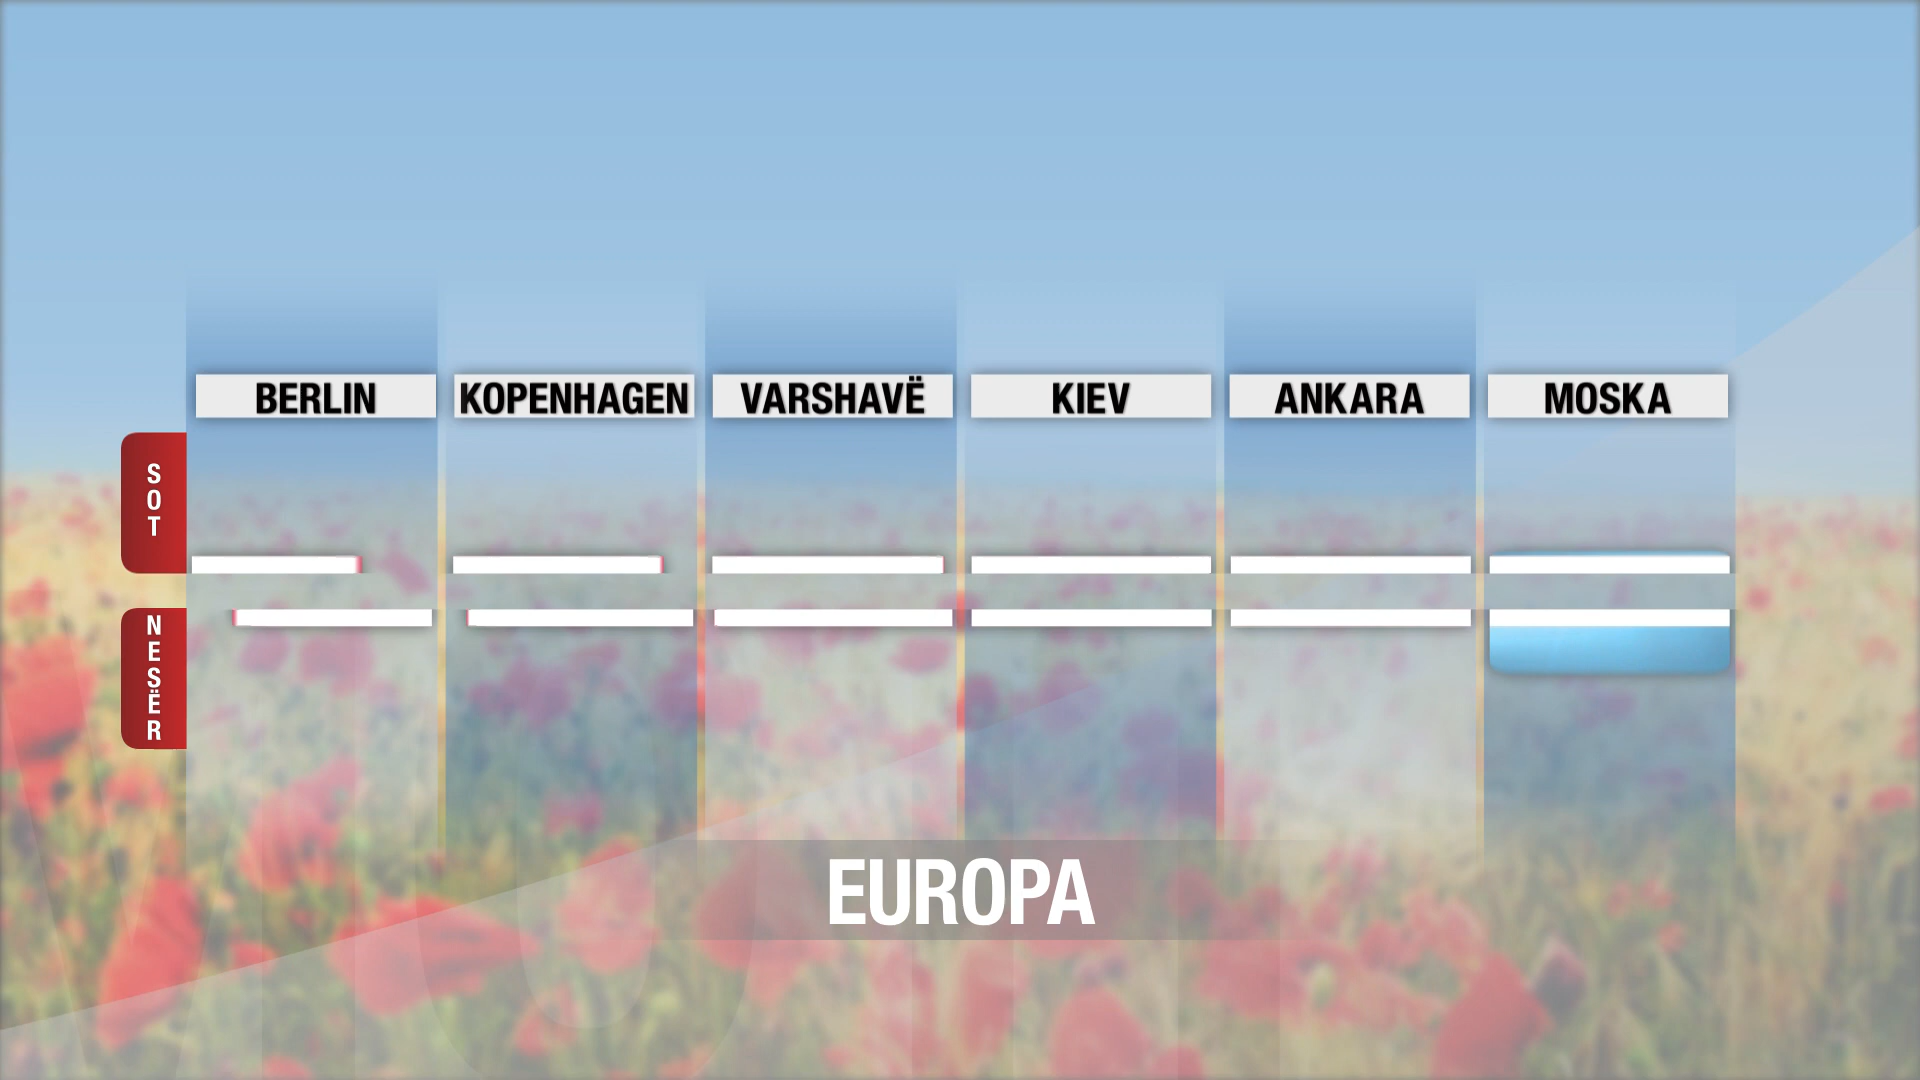 BERLIN KOPENHAGEN VARSHAVË KIEV ANKARA MOSKA
SOT
NESËR
EUROPA